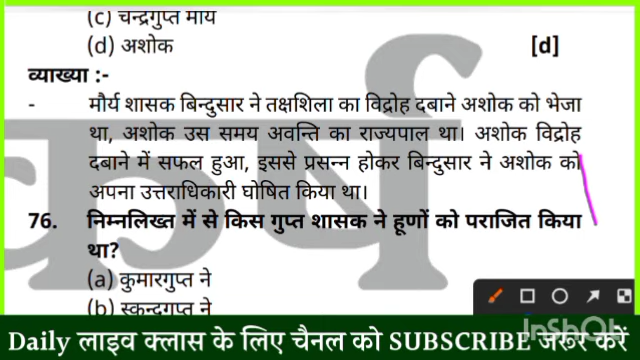 (c) चन्द्रगुप्त मौर्य
(d) अशोक [d]
व्याख्या :-
- मौर्य शासक बिन्दुसार ने तक्षशिला का विद्रोह दबाने अशोक को भेजा
था, अशोक उस समय अवन्ति का राज्यपाल था। अशोक विद्रोह
दबाने में सफल हुआ, इससे प्रसन्न होकर बिन्दुसार ने अशोक को
अपना उत्तराधिकारी घोषित किया था।
76. निम्नलिखत में से किस गुप्त शासक ने हूणों को पराजित किया
था?
(a) कुमारगुप्त ने
(b) स्कन्दगुप्त ने
InShOt
Daily लाइव क्लास के लिए चैनल को SUBSCRIBE जरूर करें